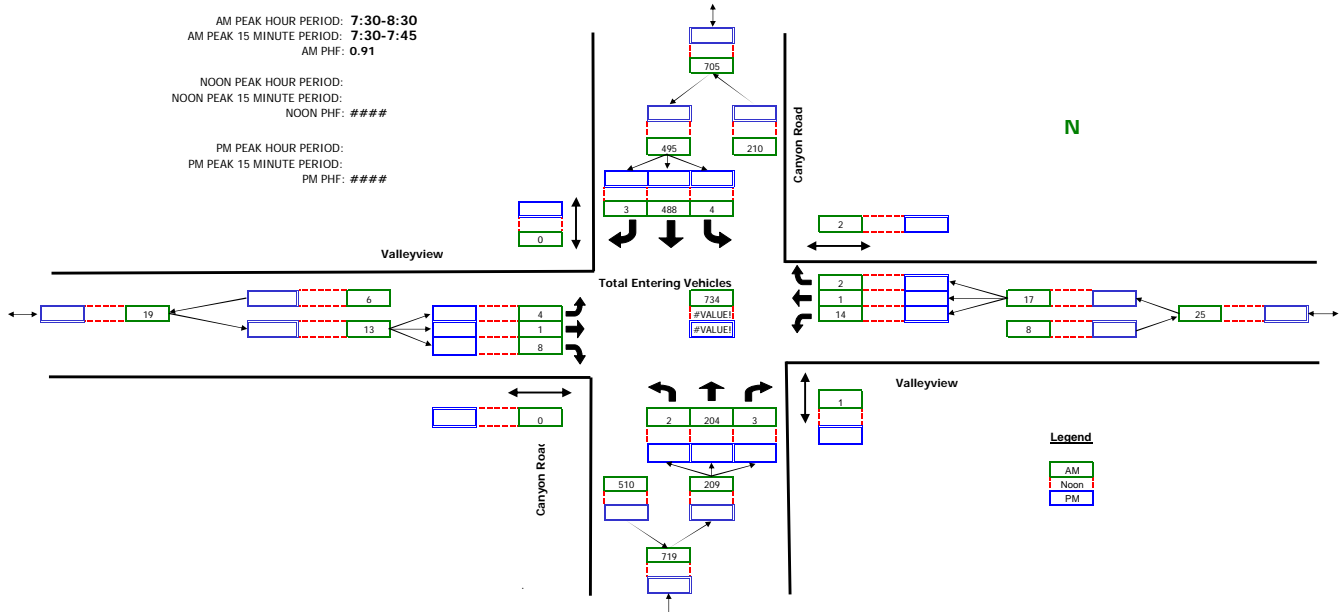 AM PEAK HOUR PERIOD: 7:30-8:30
AM PEAK 15 MINUTE PERIOD: 7:30-7:45
AM PHF: 0.91
NOON PEAK HOUR PERIOD:
NOON PEAK 15 MINUTE PERIOD:
NOON PHF: ####
PM PEAK HOUR PERIOD:
PM PEAK 15 MINUTE PERIOD:
PM PHF: ####
705
Canyon Road
N
495 210
3 488 4
0
2
Valleyview
Total Entering Vehicles
734
#VALUE!
#VALUE!
19
6
13
4
1
8
2
1
14
17
8
25
Valleyview
0
Canyon Road
2 204 3
1
510 209
719
Legend
AM
Noon
PM